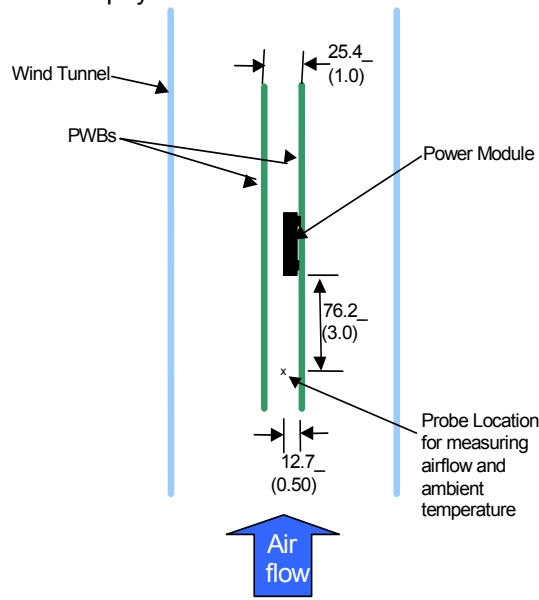 25.4_
(1.0)
Wind Tunnel
PWBs
Power Module
76.2_
(3.0)
x
Probe Location
for measuring
airflow and
ambient
temperature
12.7_
(0.50)
Air
flow